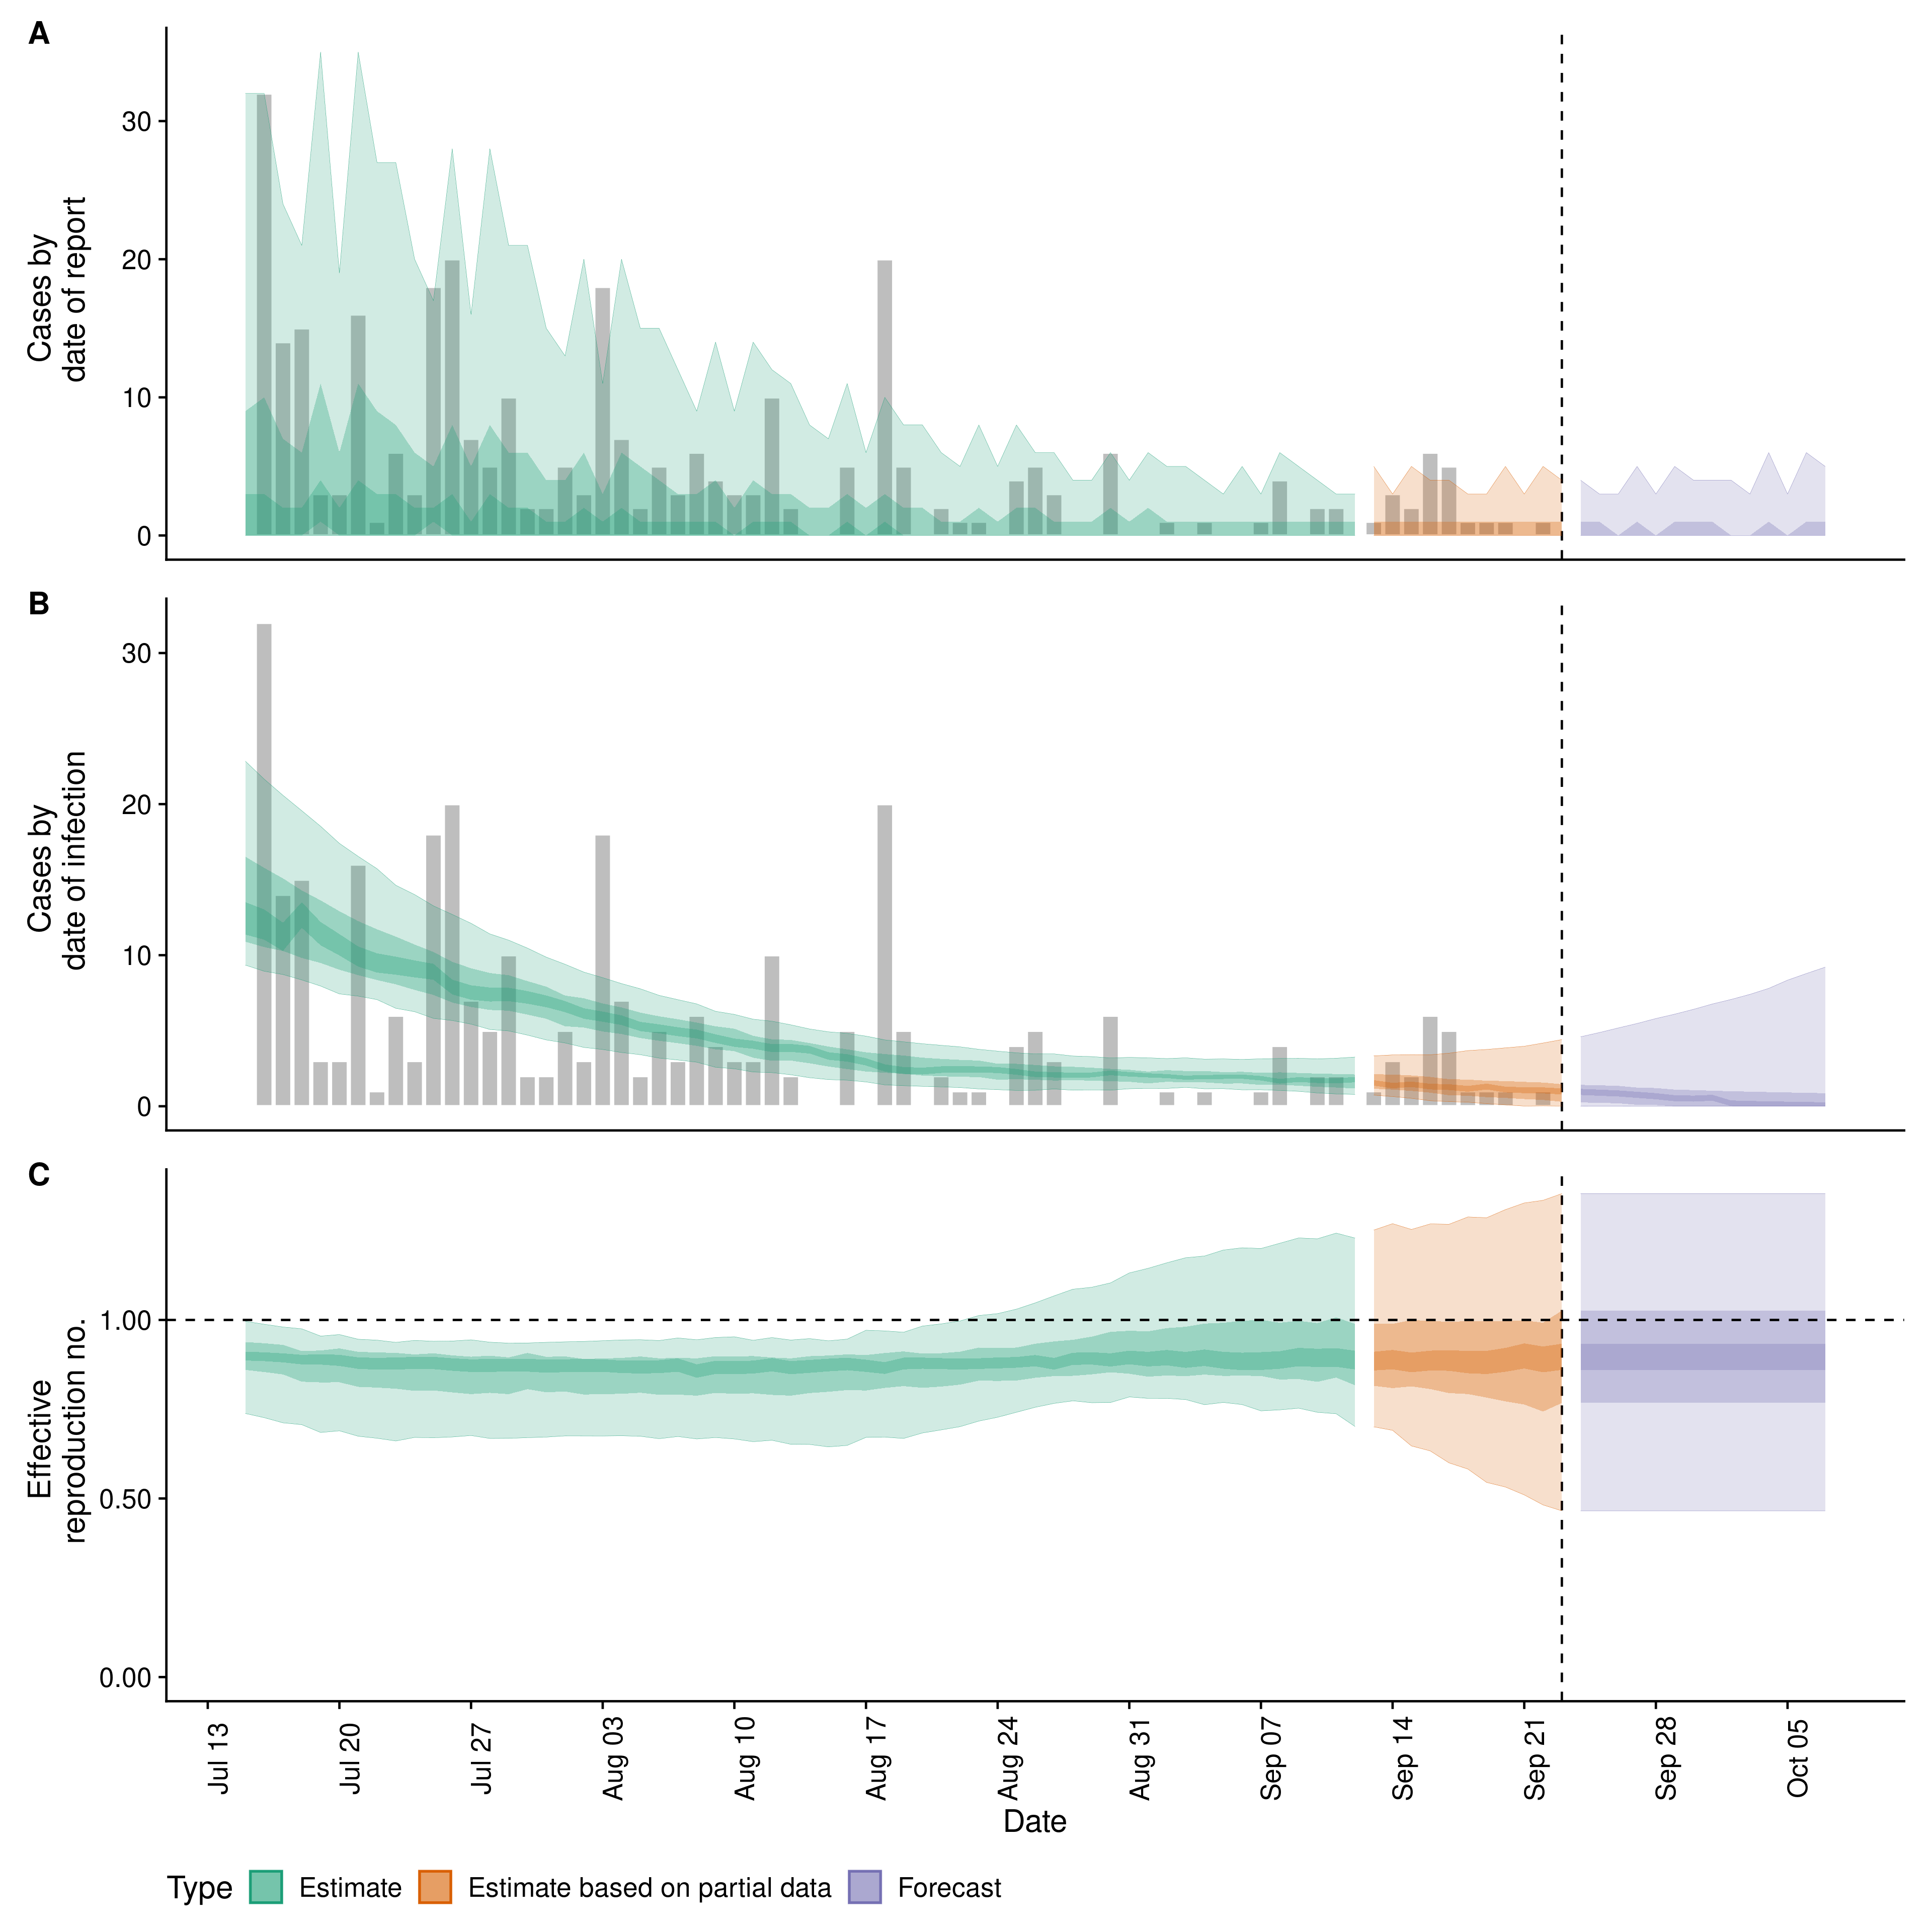 A
Cases by
date of report
30
20
10
0
B
Cases by
date of infection
30
20
10
0
C
Effective
reproduction no.
1.00
0.50
0.00
Jul 13
Jul 20
Jul 27
Aug 03
Aug 10
Aug 17
Aug 24
Aug 31
Sep 07
Sep 14
Sep 21
Sep 28
Oct 05
Date
Type Estimate Estimate based on partial data Forecast